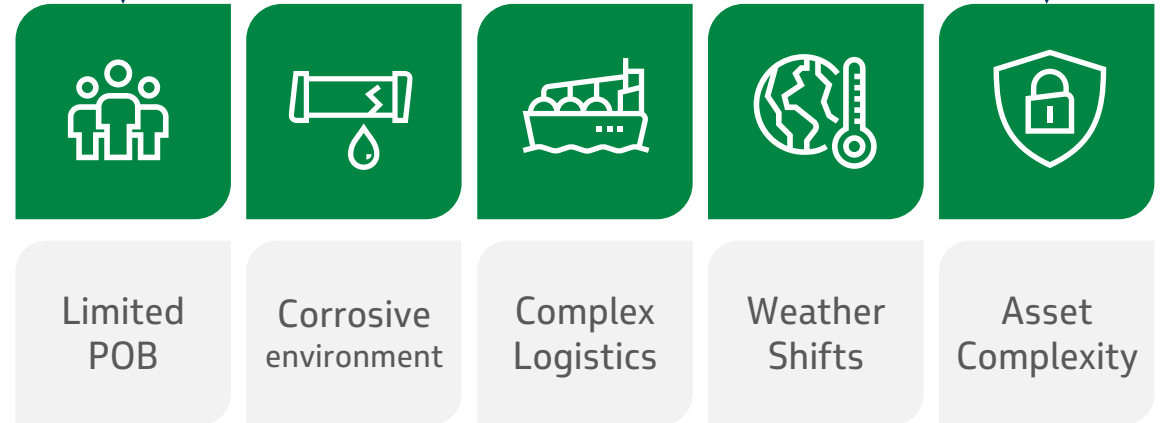 Limited
POB
Corrosive
environment
Complex
Logistics
Weather
Shifts
Asset
Complexity